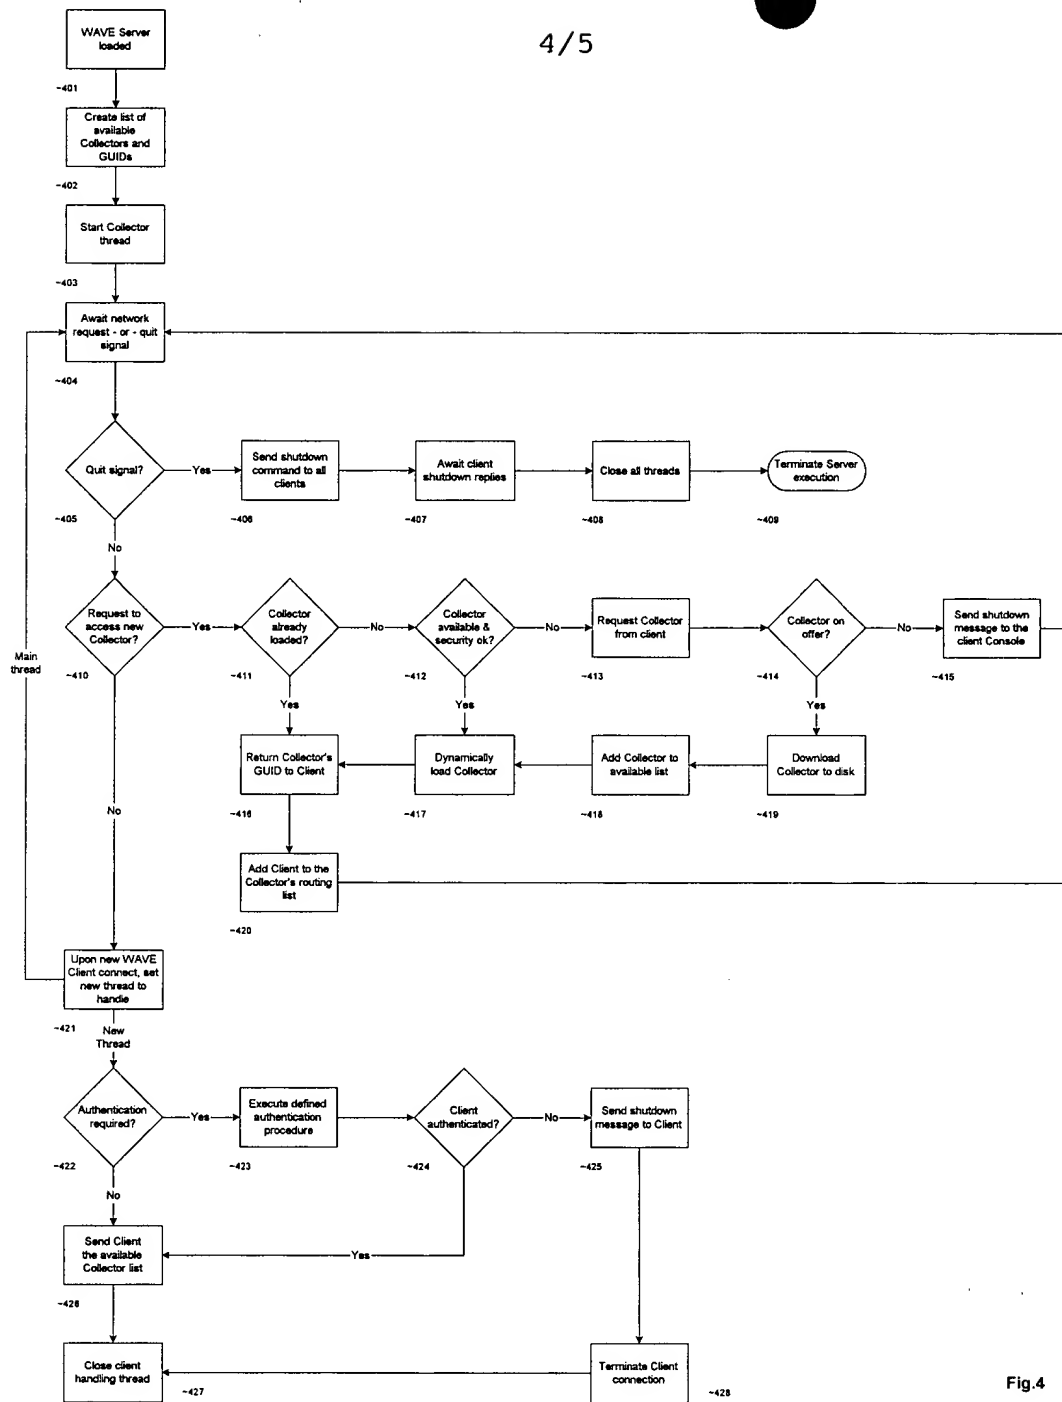 4/5
WAVE Server
loaded
~401
Create list of
available
Collectors and
GUIDs
~402
Start Collector
thread
~403
Await network
request - or - quit
signal
~404
Quit signal?
Yes
Send shutdown
command to all
clients
Await client
shutdown replies
Close all threads
Terminate Server
execution
~405
~406
~407
~408
~409
No
Request to
access new
Collector?
Yes
Collector
already
loaded?
No
Collector
available &
security ok?
No
Request Collector
from client
Collector on
offer?
No
Send shutdown
message to the
client Console
Main
thread
~410
~411
~412
~413
~414
~415
Yes
Yes
Yes
Return Collector's
GUID to Client
Dynamically
load Collector
Add Collector to
available list
Download
Collector to disk
No
~416
~417
~418
~419
Add Client to the
Collector's routing
list
~420
Upon new WAVE
Client connect, set
new thread to
handle
~421
New
Thread
Authentication
required?
Yes
Execute defined
authentication
procedure
Client
authenticated?
No
Send shutdown
message to Client
~422
~423
~424
~425
No
Send Client
the available
Collector list
Yes
~426
Close client
handling thread
~427
Terminate Client
connection
~428
Fig.4